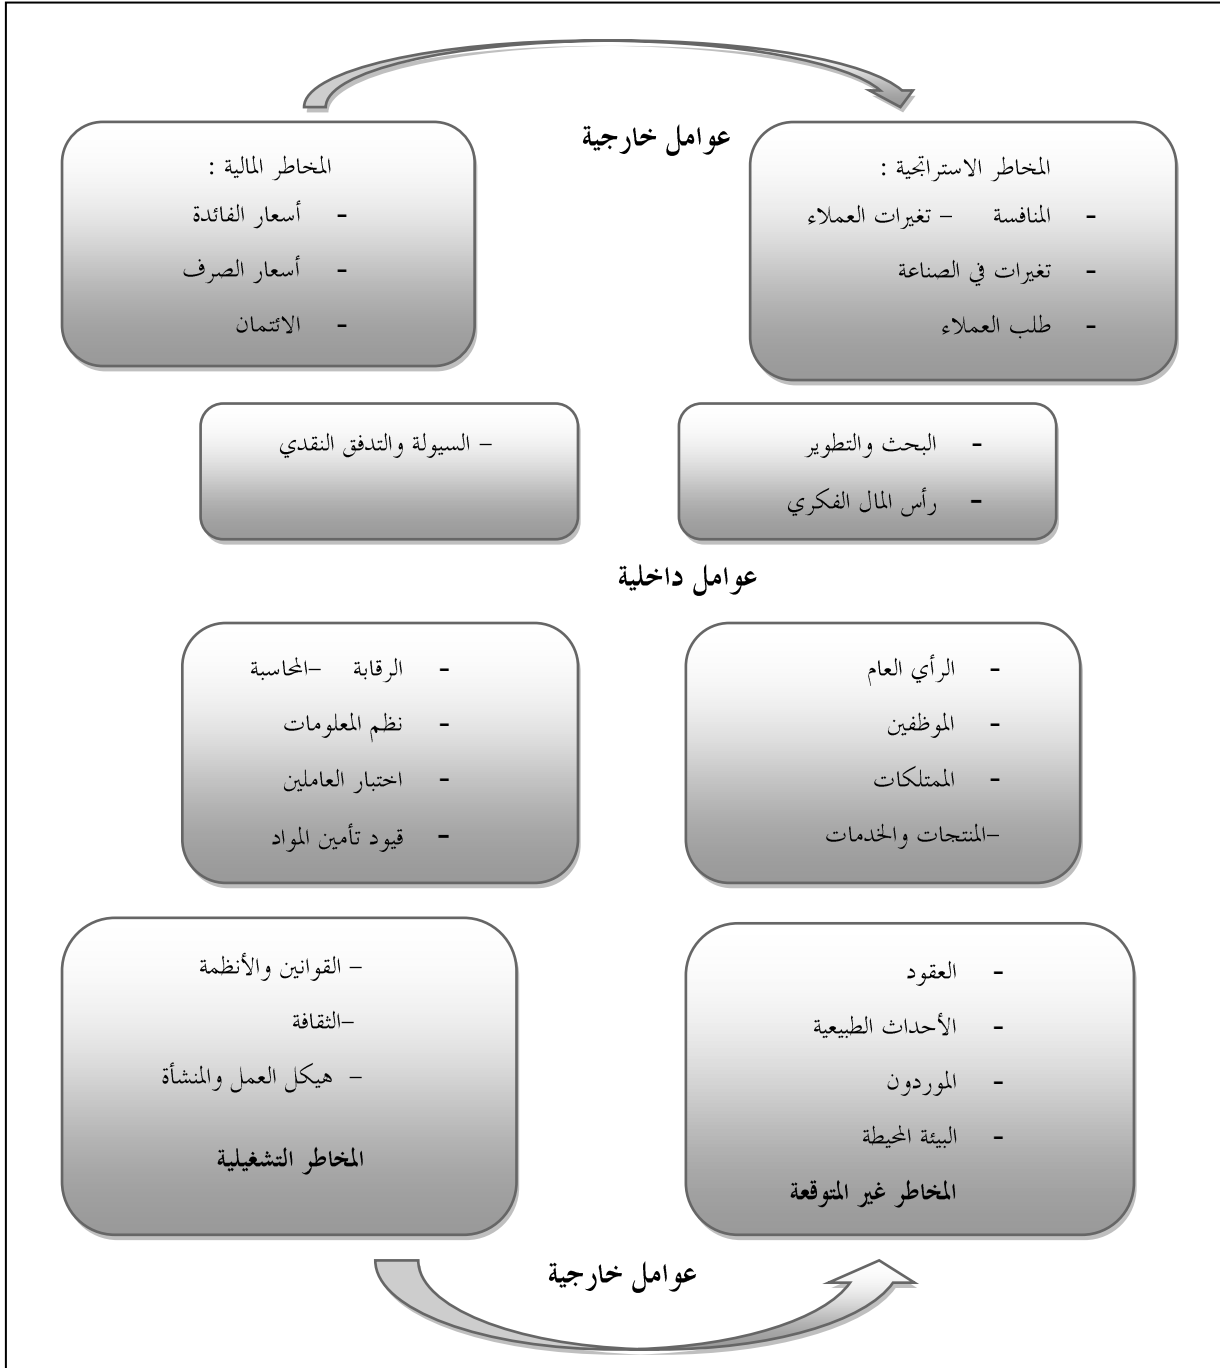 عوامل خارجية
المخاطر الاستراتجية :
- المنافسة – تغيرات العملاء
- تغيرات في الصناعة
- طلب العملاء
المخاطر المالية :
- أسعار الفائدة
- أسعار الصرف
- الائتمان
- البحث والتطوير
- رأس المال الفكري
– السيولة والتدفق النقدي
عوامل داخلية
- الرأي العام
- الموظفين
- الممتلكات
–المنتجات والخدمات
- الرقابة –المحاسبة
- نظم المعلومات
- اختبار العاملين
- قيود تأمين المواد
- العقود
- الأحداث الطبيعية
- الموردون
- البيئة المحيطة
المخاطر غير المتوقعة
– القوانين والأنظمة
–الثقافة
– هيكل العمل والمنشأة
المخاطر التشغيلية
عوامل خارجية